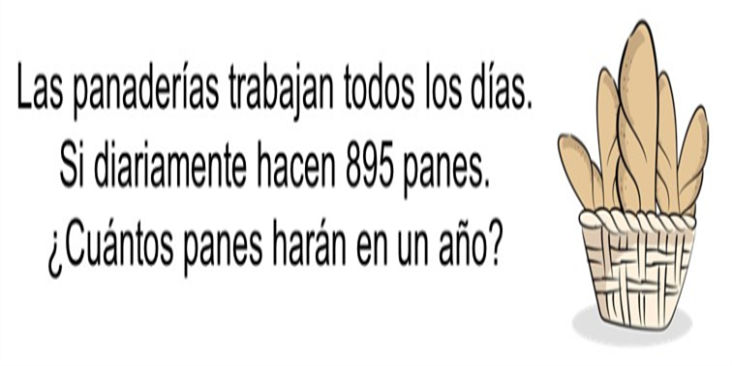 Las panaderías trabajan todos los días.
Si diariamente hacen 895 panes.
¿Cuántos panes harán en un año?